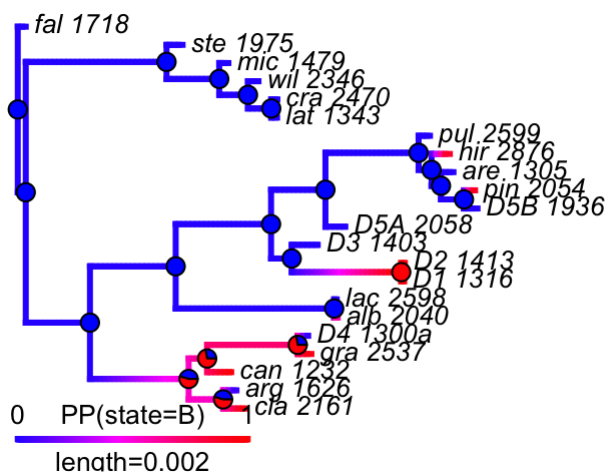 fal 1718
ste 1975
mic 1479
wil 2346
cra 2470
lat 1343
pul 2599
hir 2876
are 1305
pin 2054
D5B 1936
D5A 2058
D3 1403
D2 1413
D1 1316
lac 2598
alb 2040
D4 1300a
gra 2537
can 1232
arg 1626
cla 2161
0 PP(state=B) 1
length=0.002